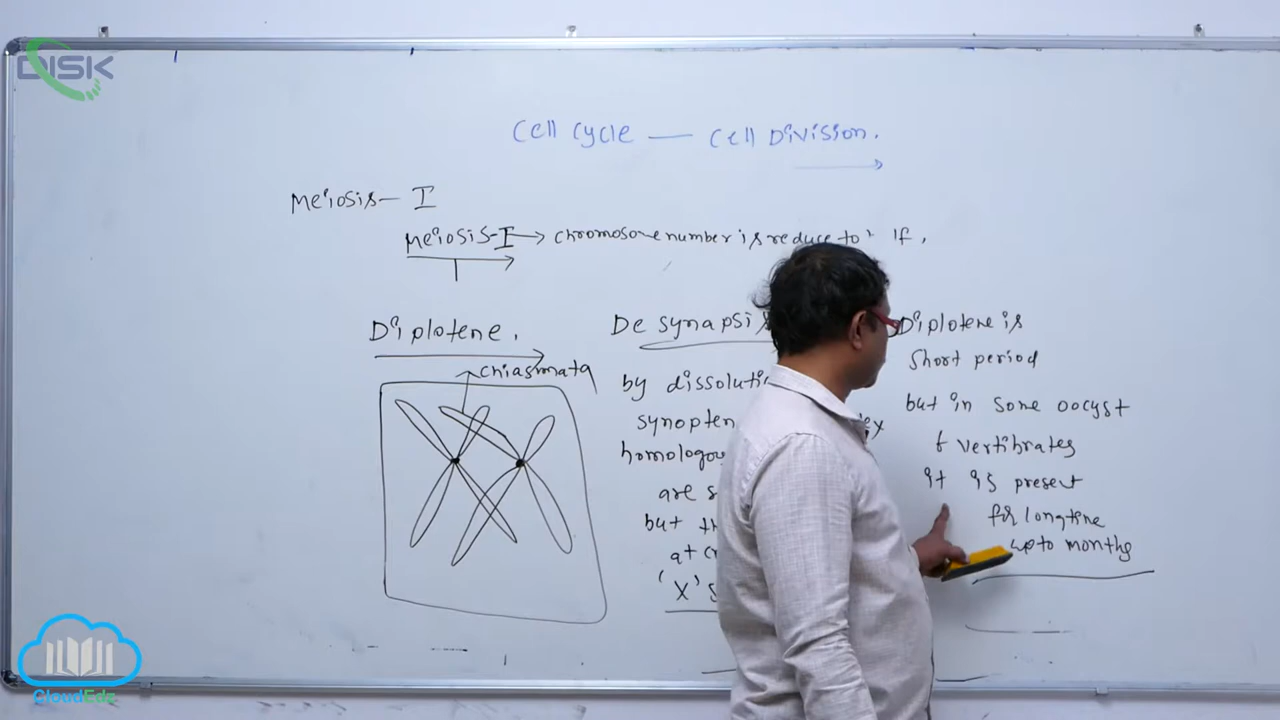 DISK
Cell Cycle — Cell Division.
Meiosis - I
Meiosis-I → Chromosome number is reduce to
Diplotene.
chiasmata
De synapsis
by dissoluti
synopten
homologou
are s
but th
at c
'X' s
Diplotene is
Short period
but in some oocyst
of vertibrates
it is present
for longtime
upto months
CloudEdz